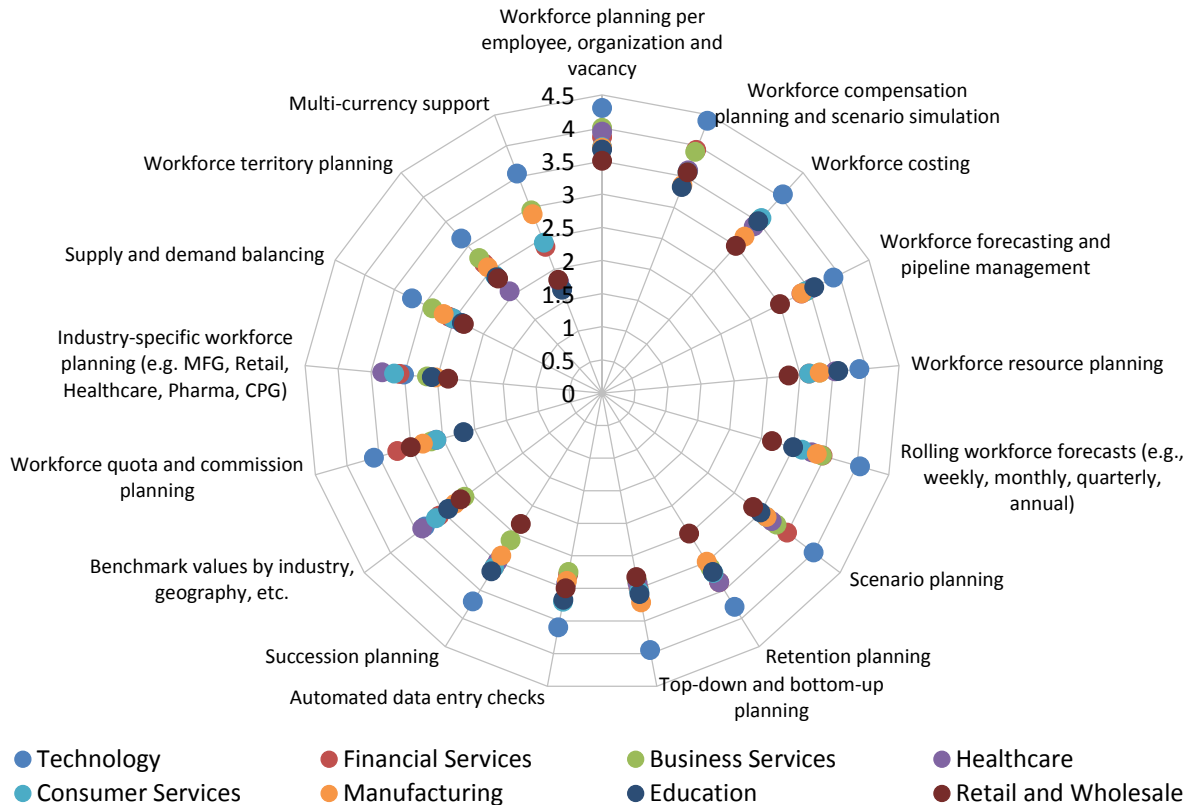 Workforce planning per
employee, organization and
vacancy
Workforce compensation
planning and scenario simulation
Workforce costing
Workforce forecasting and
pipeline management
Workforce resource planning
Rolling workforce forecasts (e.g.,
weekly, monthly, quarterly,
annual)
Scenario planning
Retention planning
Top-down and bottom-up
planning
Automated data entry checks
Succession planning
Benchmark values by industry,
geography, etc.
Workforce quota and commission
planning
Industry-specific workforce
planning (e.g. MFG, Retail,
Healthcare, Pharma, CPG)
Supply and demand balancing
Workforce territory planning
Multi-currency support
4.5
4
3.5
3
2.5
2
1.5
1
0.5
0
Technology
Financial Services
Business Services
Healthcare
Consumer Services
Manufacturing
Education
Retail and Wholesale